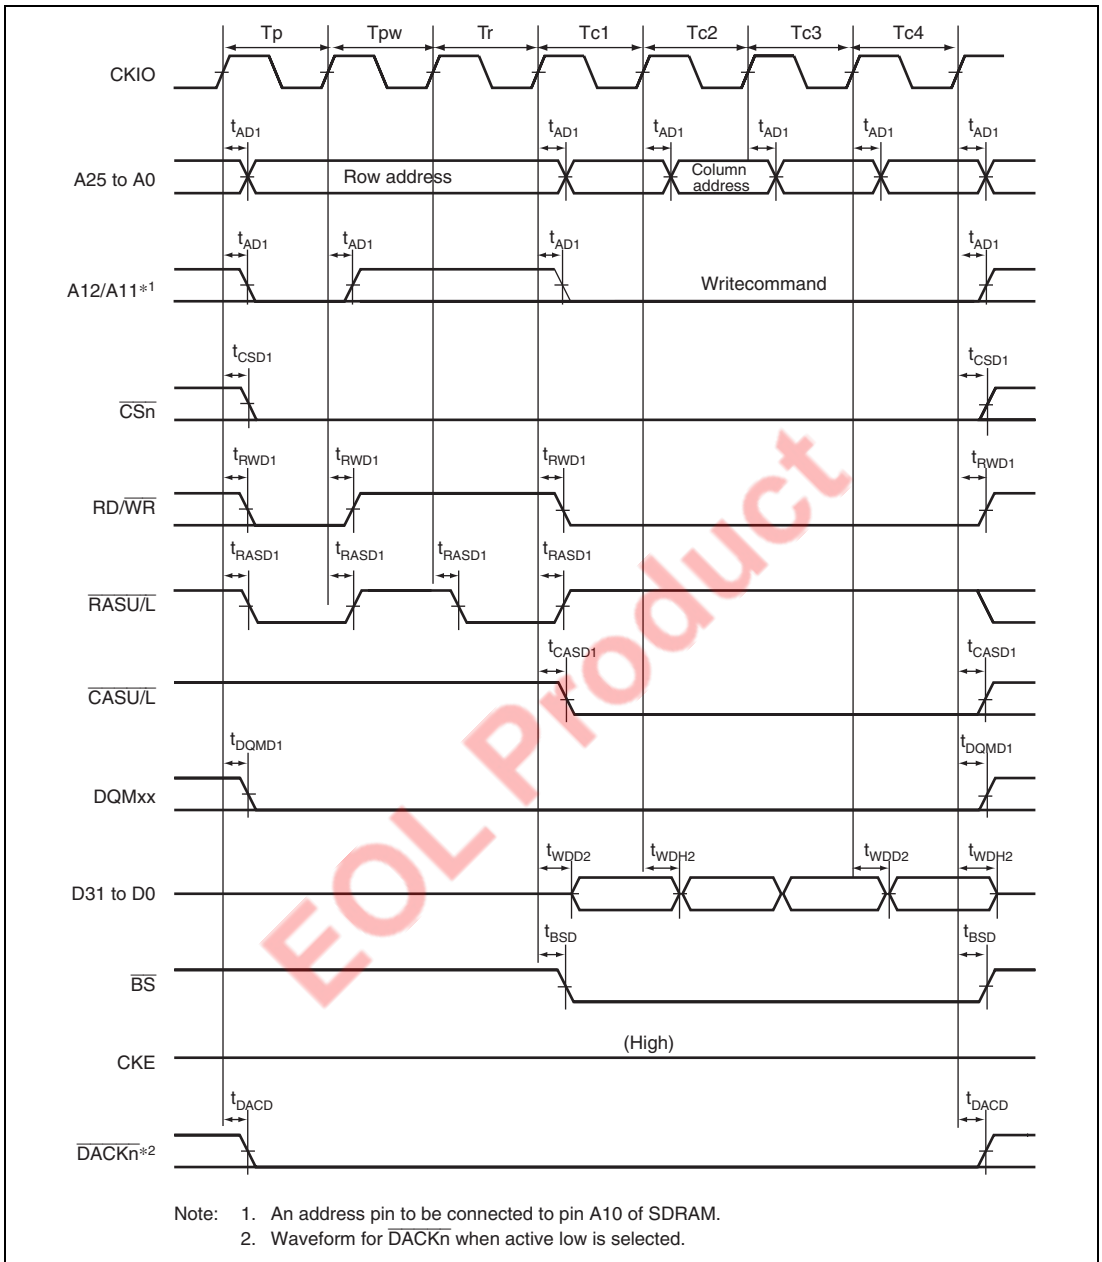 Tp Tpw Tr Tc1 Tc2 Tc3 Tc4
CKIO
tAD1 tAD1 tAD1 tAD1 tAD1 tAD1
A25 to A0 Row address Column address
tAD1 tAD1 tAD1 tAD1
A12/A11*1 Writecommand
tCSD1 tCSD1
CSn
tRWD1 tRWD1 tRWD1 tRWD1
RD/WR
tRASD1 tRASD1 tRASD1 tRASD1
RASU/L
tCASD1 tCASD1
CASU/L
tDQMD1 tDQMD1
DQMxx
tWDD2 tWDH2 tWDD2 tWDH2
D31 to D0
tBSD tBSD
BS
(High)
CKE
tDACD tDACD
DACKn*2
Note: 1. An address pin to be connected to pin A10 of SDRAM.
2. Waveform for DACKn when active low is selected.
EOL Product